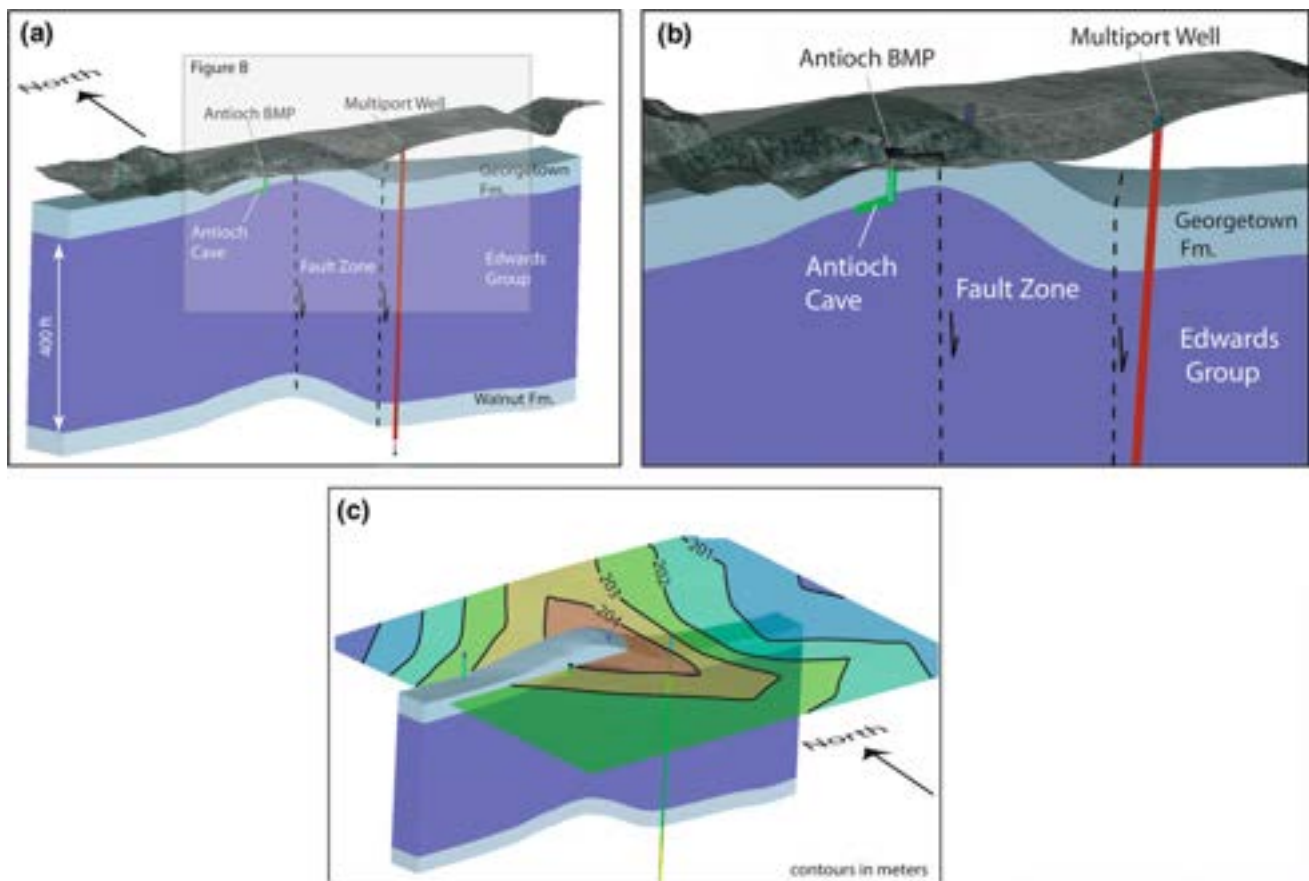 (a)
North
Figure B
Antioch BMP
Multiport Well
Georgetown
Fm.
Antioch
Cave
Fault Zone
Edwards
Group
400 ft
Walnut Fm.
(b)
Antioch BMP
Multiport Well
Georgetown
Fm.
Antioch
Cave
Fault Zone
Edwards
Group
(c)
201
202
203
204
North
contours in meters